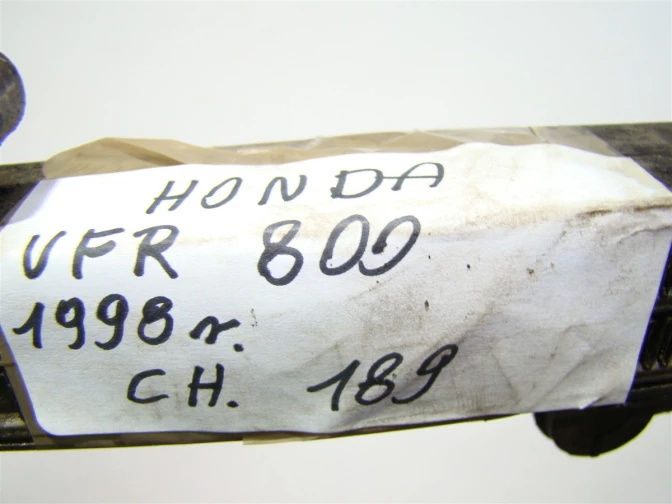 HONDA
VFR 800
1998 r.
CH. 189